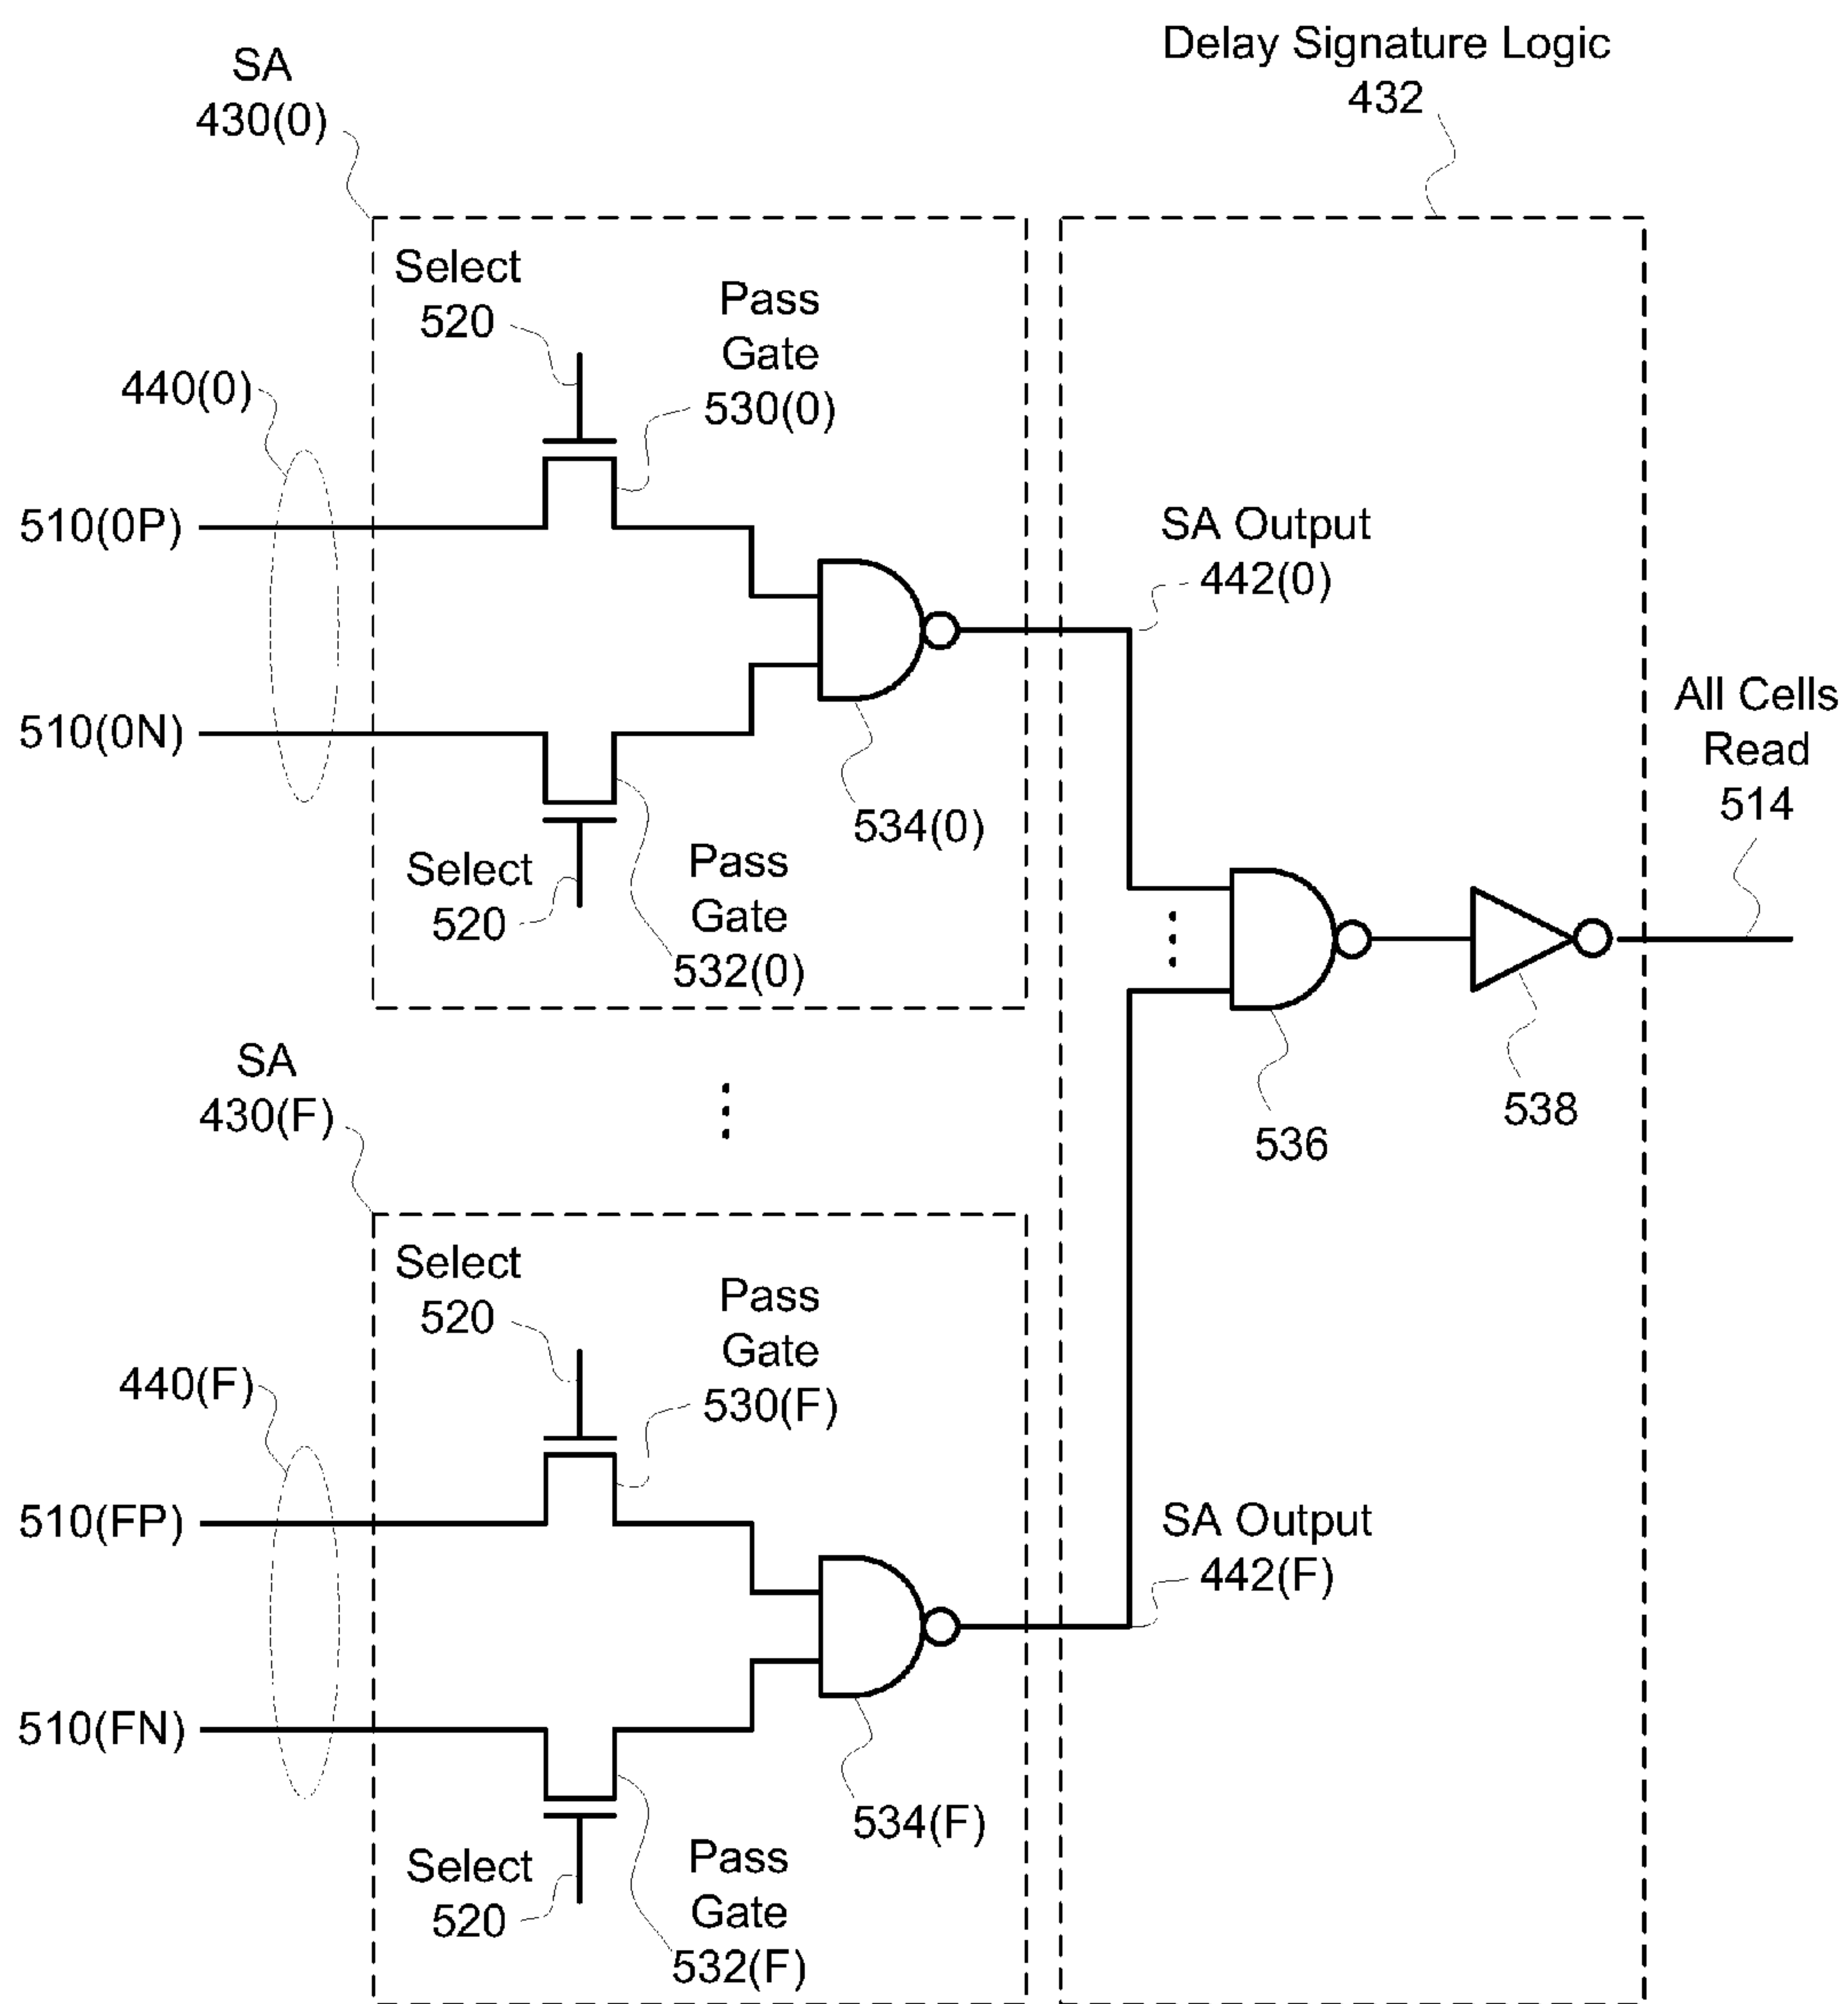 Delay Signature Logic
432
SA
430(0)
Select
520
Pass
Gate
530(0)
440(0)
510(0P)
SA Output
442(0)
510(0N)
534(0)
Select
520
Pass
Gate
532(0)
All Cells
Read
514
536
538
SA
430(F)
Select
520
Pass
Gate
530(F)
440(F)
510(FP)
SA Output
442(F)
510(FN)
534(F)
Select
520
Pass
Gate
532(F)